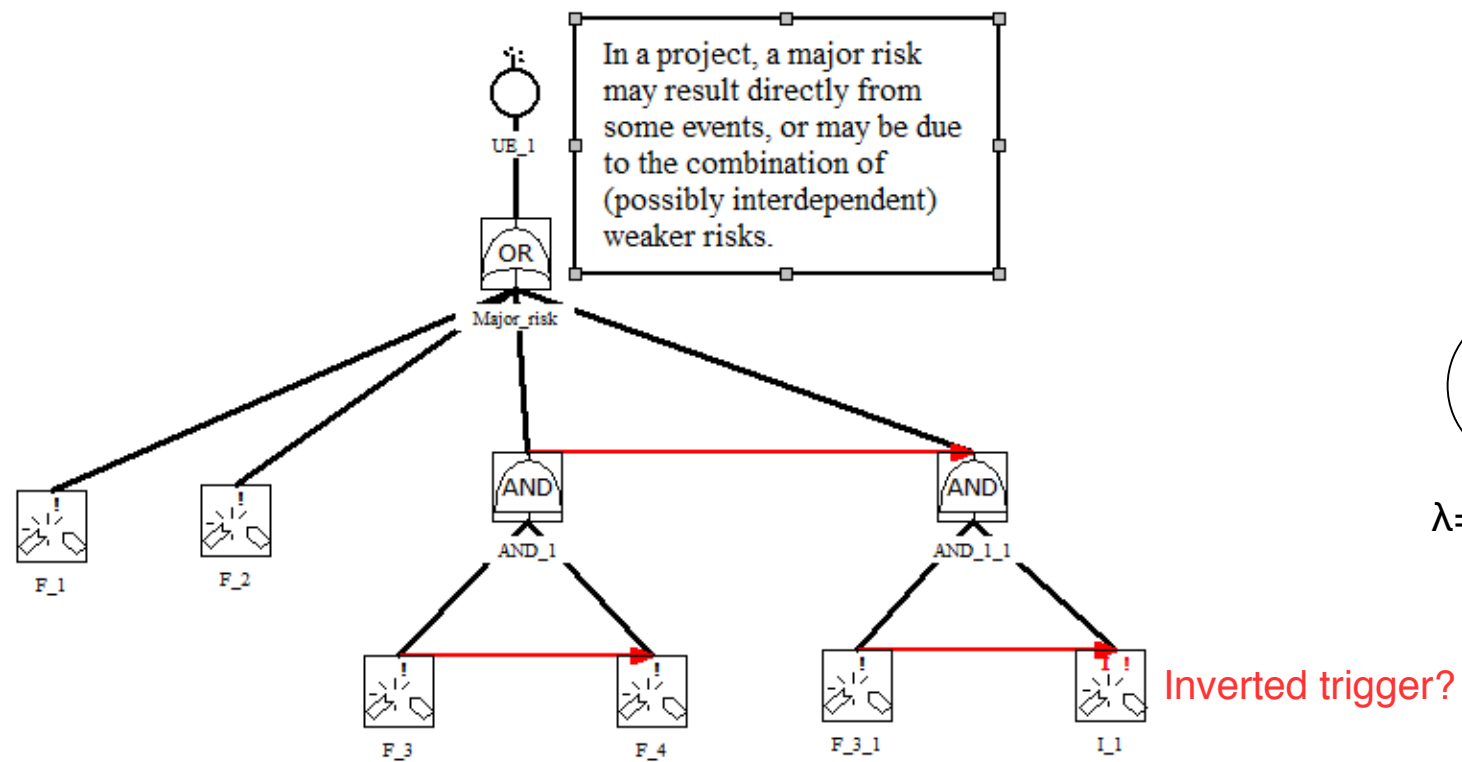 In a project, a major risk
may result directly from
some events, or may be due
to the combination of
(possibly interdependent)
weaker risks.
UE_1
OR
Major_risk
AND
AND
AND_1
AND_1_1
!
!
F_1
F_2
λ=
!
!
!
I !
Inverted trigger?
F_3
F_4
F_3_1
I_1